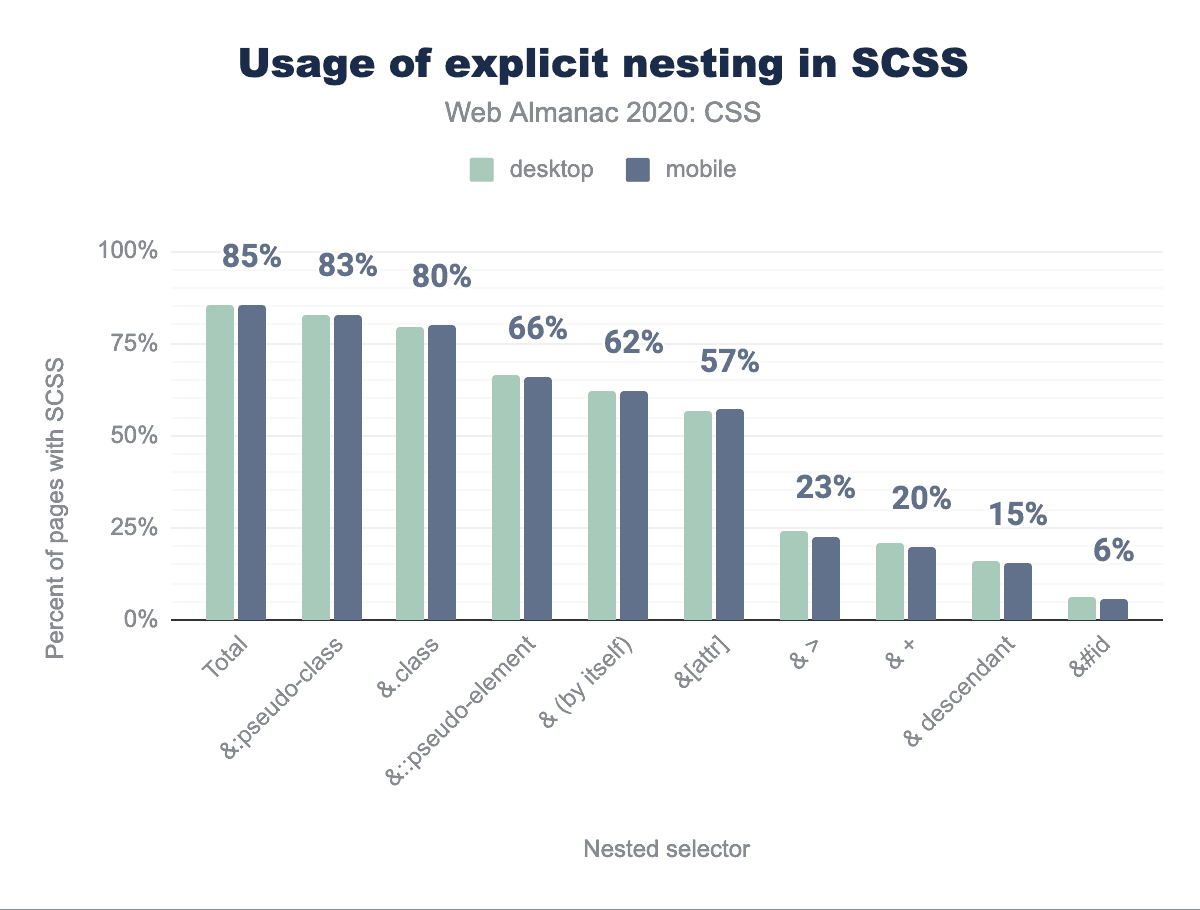 Usage of explicit nesting in SCSS
Web Almanac 2020: CSS
desktop
mobile
Percent of pages with SCSS
100%
75%
50%
25%
0%
85%
83%
80%
66%
62%
57%
23%
20%
15%
6%
Total
&:pseudo-class
&.class
&::pseudo-element
& (by itself)
&[attr]
& >
& +
& descendant
&#id
Nested selector